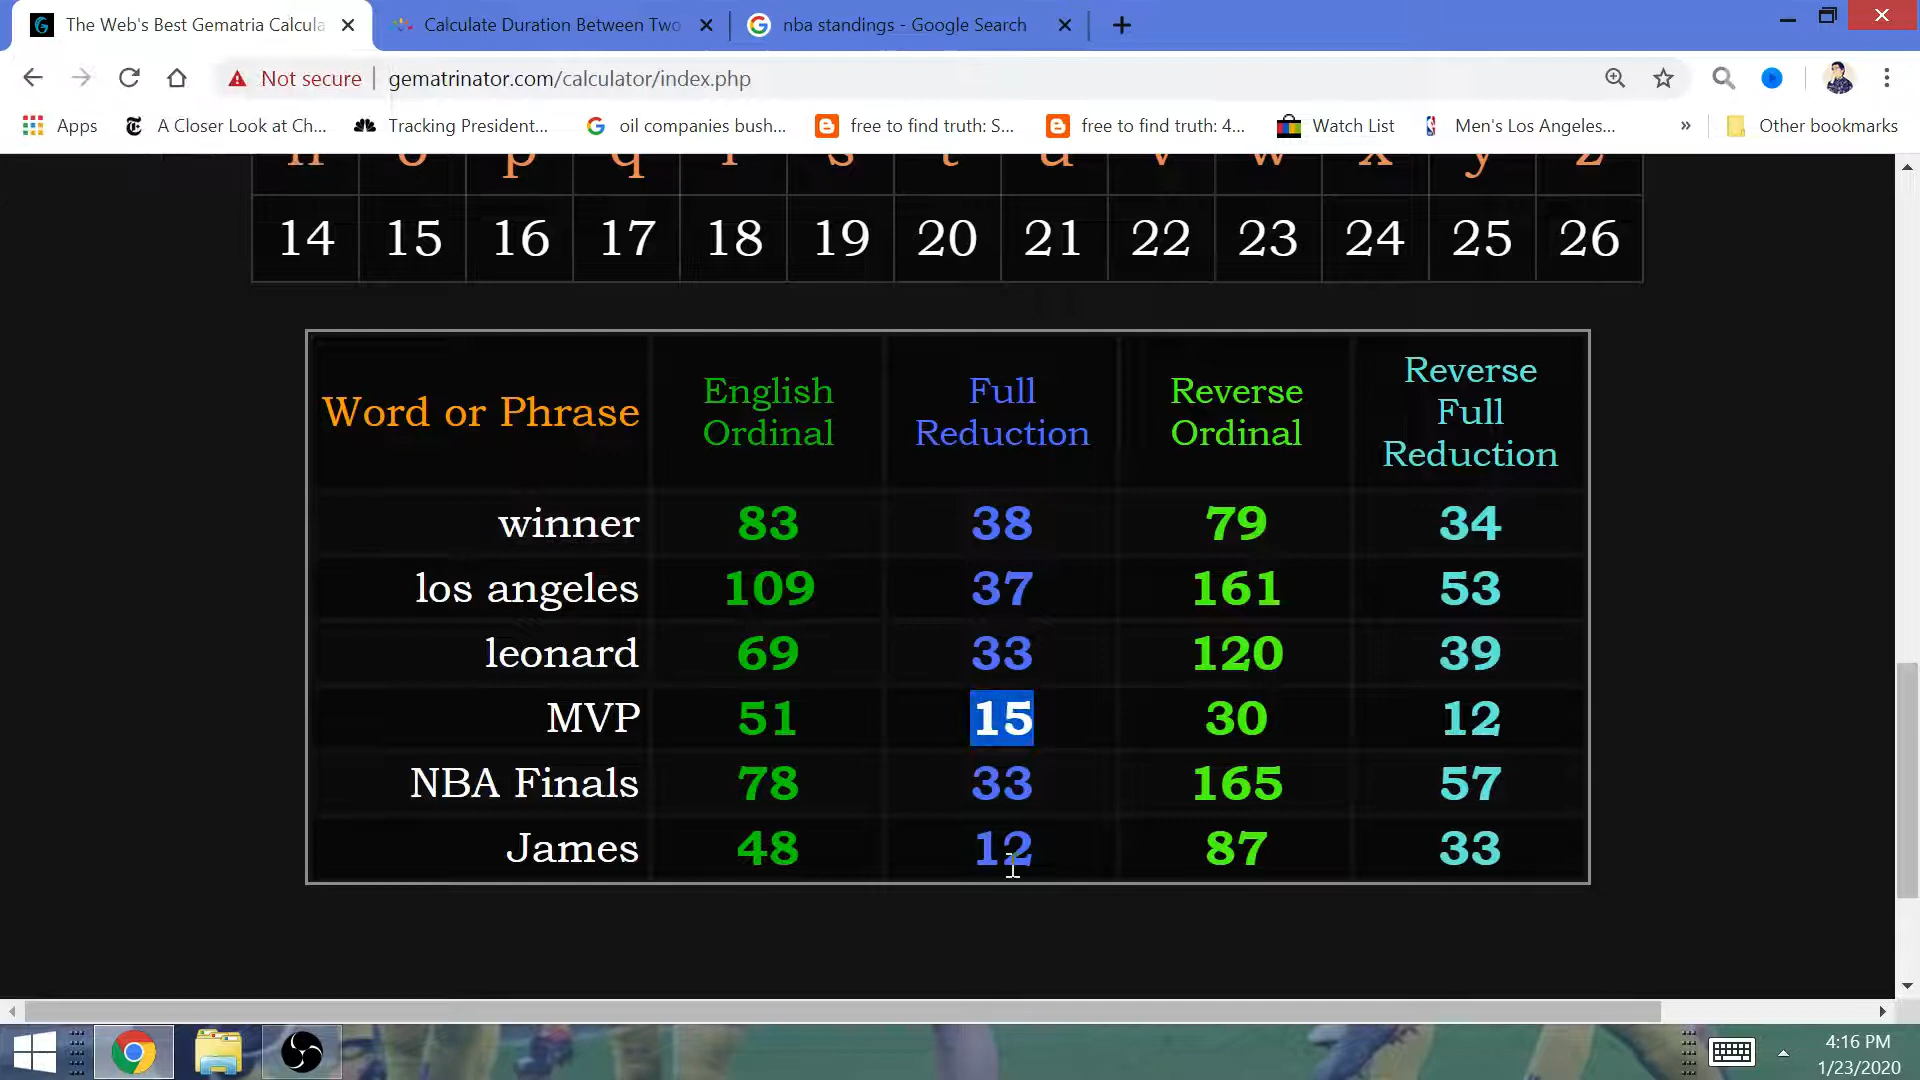 The Web's Best Gematria Calcula
Calculate Duration Between Two
nba standings - Google Search
Not secure
gematrinator.com/calculator/index.php
Apps
A Closer Look at Ch...
Tracking President...
oil companies bush...
free to find truth: S...
free to find truth: 4...
Watch List
Men's Los Angeles...
»
Other bookmarks
n o p q r s t u v w x y z
14 15 16 17 18 19 20 21 22 23 24 25 26
Word or Phrase
English Ordinal
Full Reduction
Reverse Ordinal
Reverse Full Reduction
winner 83 38 79 34
los angeles 109 37 161 53
leonard 69 33 120 39
MVP 51 15 30 12
NBA Finals 78 33 165 57
James 48 12 87 33
4:16 PM
1/23/2020